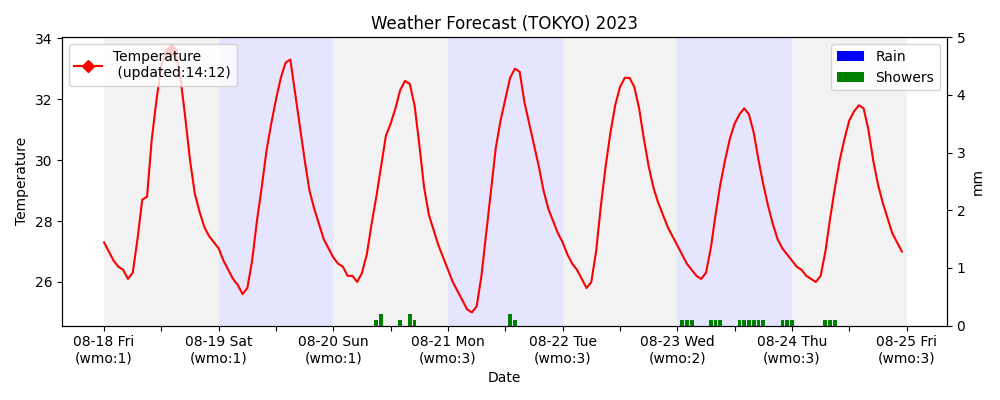 Weather Forecast (TOKYO) 2023
Temperature
(updated:14:12)
Rain
Showers
34
32
30
28
26
Temperature
5
4
3
2
1
0
mm
08-18 Fri
(wmo:1)
08-19 Sat
(wmo:1)
08-20 Sun
(wmo:1)
08-21 Mon
(wmo:3)
08-22 Tue
(wmo:3)
08-23 Wed
(wmo:2)
08-24 Thu
(wmo:3)
08-25 Fri
(wmo:3)
Date